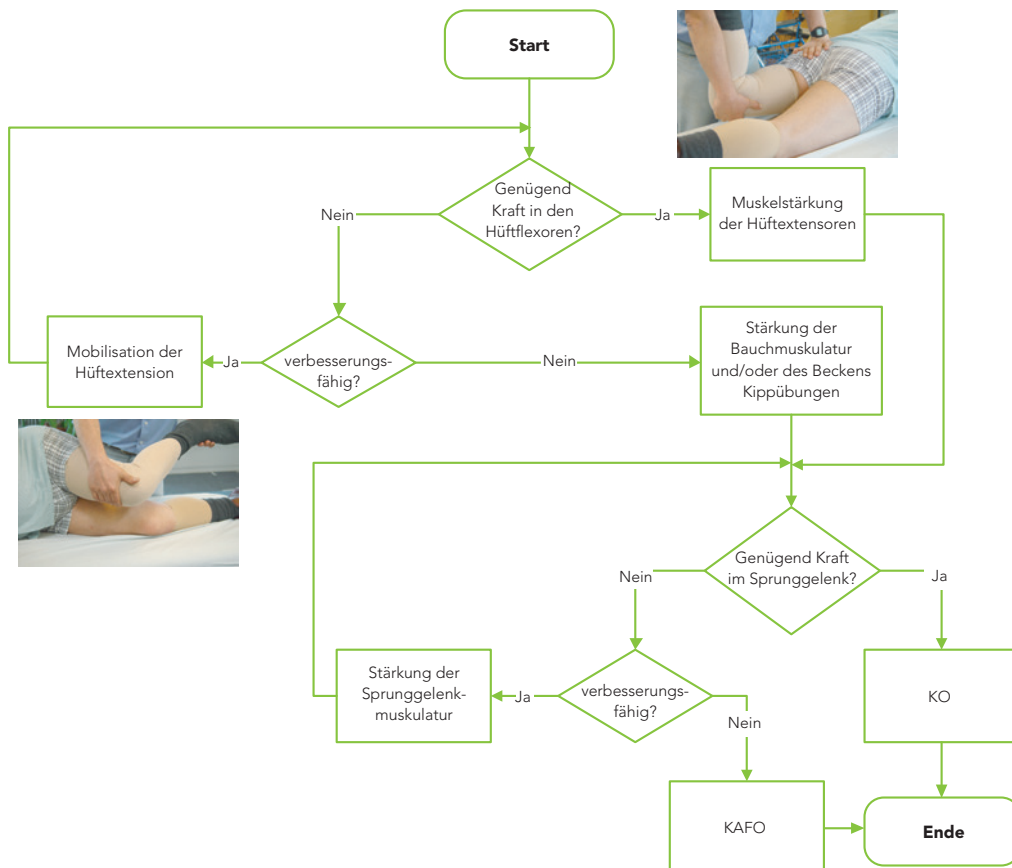 Start
Genügend
Kraft in den
Hüftflexoren?
Nein
Ja
Muskelstärkung
der Hüftextensoren
Mobilisation der
Hüftextension
Ja
verbesserungs-
fähig?
Nein
Stärkung der
Bauchmuskulatur
und/oder des Beckens
Kippübungen
Genügend Kraft
im Sprunggelenk?
Nein
Ja
Stärkung der
Sprunggelenk-
muskulatur
Ja
verbesserungs-
fähig?
Nein
KO
KAFO
Ende